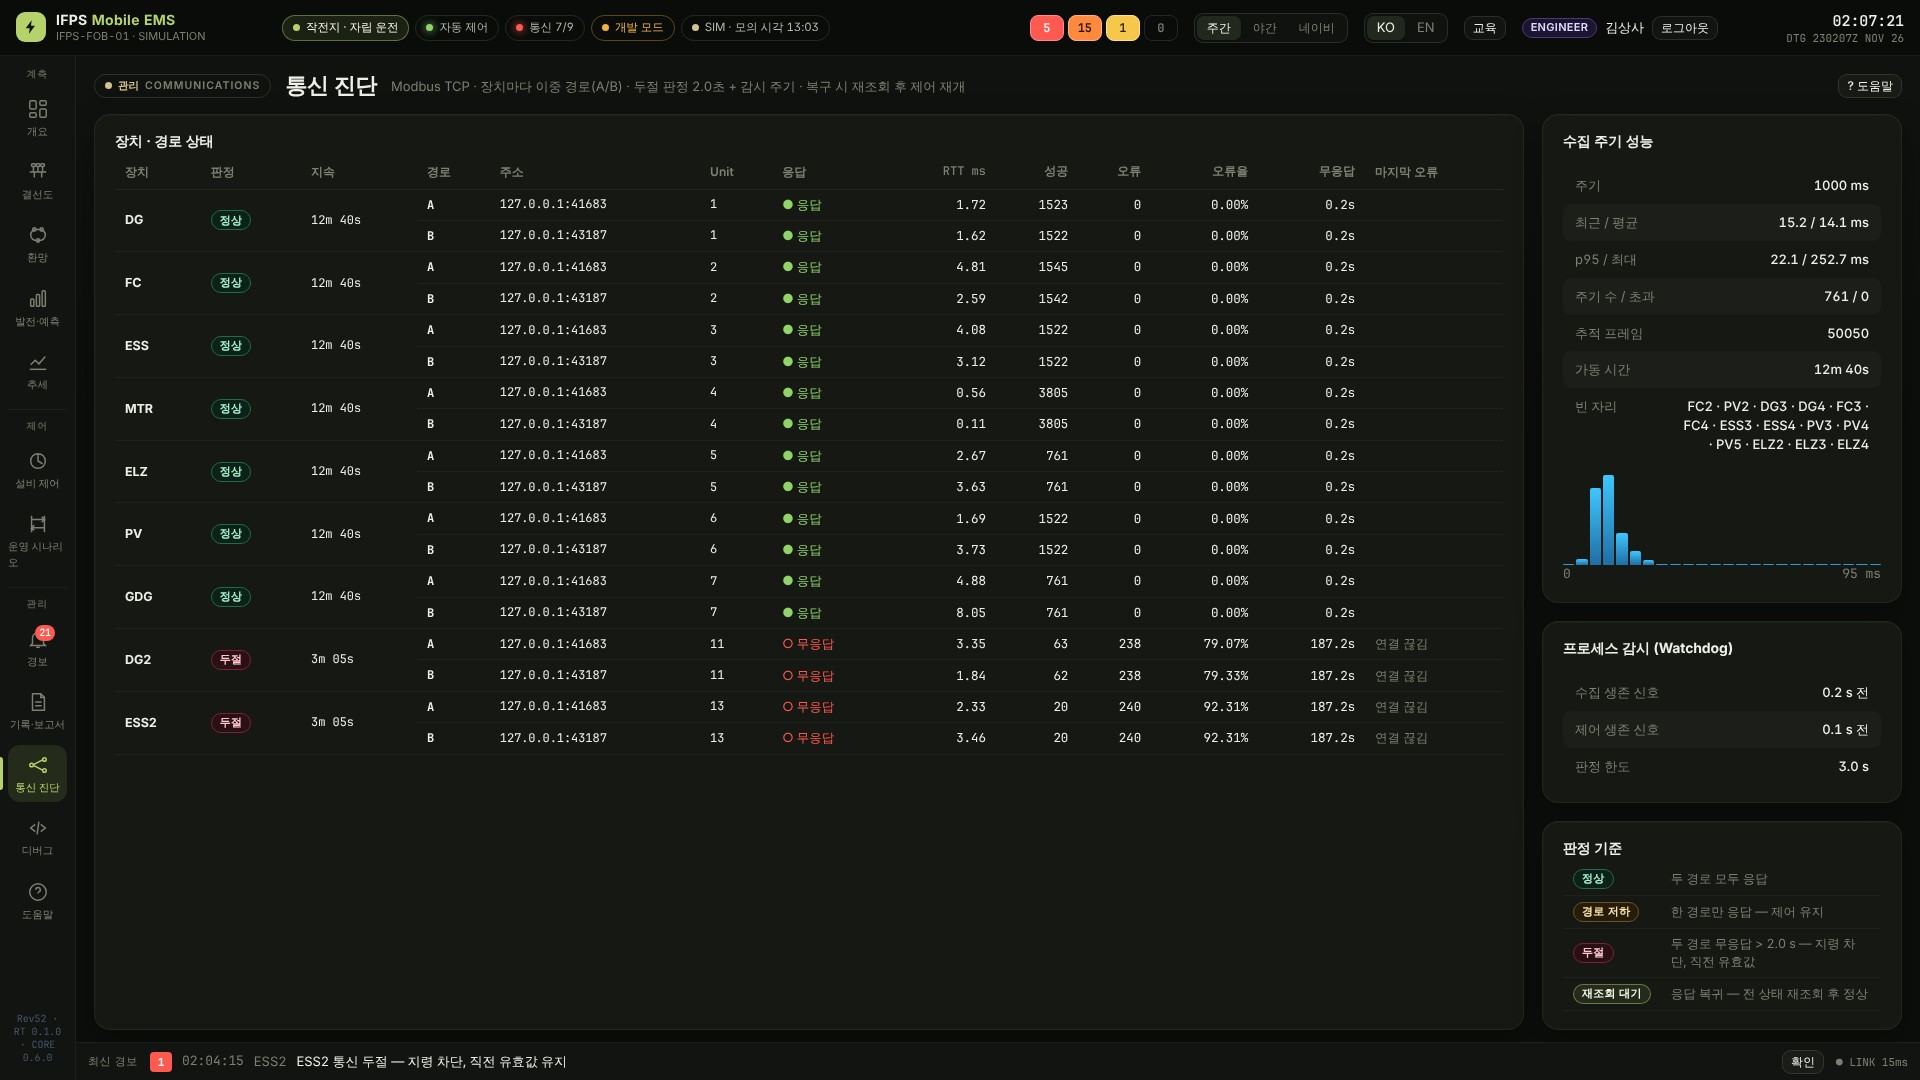 IFPS Mobile EMS
IFPS-FOB-01 · SIMULATION
작전지 · 자립 운전
자동 제어
통신 7/9
개발 모드
SIM · 모의 시각 13:03
5 15 1 0
주간 야간 네이비
KO EN
교육
ENGINEER 김상사 로그아웃
02:07:21
DTG 230207Z NOV 26
계측
개요
결선도
환망
발전·예측
추세
제어
설비 제어
운영 시나리오
관리
21
경보
기록·보고서
통신 진단
디버그
도움말
RevS2 ·
RT 0.1.0
· CORE
0.6.0
관리 COMMUNICATIONS
통신 진단
Modbus TCP · 장치마다 이중 경로(A/B) · 두절 판정 2.0초 + 감시 주기 · 복구 시 재조회 후 제어 재개
? 도움말
장치 · 경로 상태
장치 판정 지속 경로 주소 Unit 응답 RTT ms 성공 오류 오류율 무응답 마지막 오류
DG 정상 12m 40s
A 127.0.0.1:41683 1 응답 1.72 1523 0 0.00% 0.2s
B 127.0.0.1:43187 1 응답 1.62 1522 0 0.00% 0.2s
FC 정상 12m 40s
A 127.0.0.1:41683 2 응답 4.81 1545 0 0.00% 0.2s
B 127.0.0.1:43187 2 응답 2.59 1542 0 0.00% 0.2s
ESS 정상 12m 40s
A 127.0.0.1:41683 3 응답 4.08 1522 0 0.00% 0.2s
B 127.0.0.1:43187 3 응답 3.12 1522 0 0.00% 0.2s
MTR 정상 12m 40s
A 127.0.0.1:41683 4 응답 0.56 3805 0 0.00% 0.2s
B 127.0.0.1:43187 4 응답 0.11 3805 0 0.00% 0.2s
ELZ 정상 12m 40s
A 127.0.0.1:41683 5 응답 2.67 761 0 0.00% 0.2s
B 127.0.0.1:43187 5 응답 3.63 761 0 0.00% 0.2s
PV 정상 12m 40s
A 127.0.0.1:41683 6 응답 1.69 1522 0 0.00% 0.2s
B 127.0.0.1:43187 6 응답 3.73 1522 0 0.00% 0.2s
GDG 정상 12m 40s
A 127.0.0.1:41683 7 응답 4.88 761 0 0.00% 0.2s
B 127.0.0.1:43187 7 응답 8.05 761 0 0.00% 0.2s
DG2 두절 3m 05s
A 127.0.0.1:41683 11 무응답 3.35 63 238 79.07% 187.2s 연결 끊김
B 127.0.0.1:43187 11 무응답 1.84 62 238 79.33% 187.2s 연결 끊김
ESS2 두절 3m 05s
A 127.0.0.1:41683 13 무응답 2.33 20 240 92.31% 187.2s 연결 끊김
B 127.0.0.1:43187 13 무응답 3.46 20 240 92.31% 187.2s 연결 끊김
수집 주기 성능
주기 1000 ms
최근 / 평균 15.2 / 14.1 ms
p95 / 최대 22.1 / 252.7 ms
주기 수 / 초과 761 / 0
추적 프레임 50050
가동 시간 12m 40s
빈 자리 FC2 · PV2 · DG3 · DG4 · FC3 ·
FC4 · ESS3 · ESS4 · PV3 · PV4
· PV5 · ELZ2 · ELZ3 · ELZ4
0 95 ms
프로세스 감시 (Watchdog)
수집 생존 신호 0.2 s 전
제어 생존 신호 0.1 s 전
판정 한도 3.0 s
판정 기준
정상 두 경로 모두 응답
경로 저하 한 경로만 응답 — 제어 유지
두절 두 경로 무응답 > 2.0 s — 지령 차
단, 직전 유효값
재조회 대기 응답 복귀 — 전 상태 재조회 후 정상
최신 경보 1 02:04:15 ESS2 ESS2 통신 두절 — 지령 차단, 직전 유효값 유지
확인
LINK 15ms